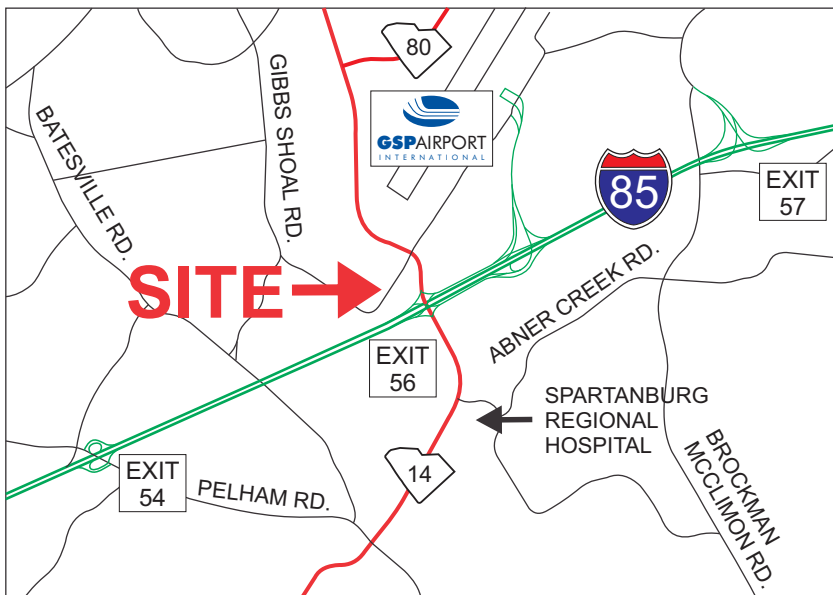 80
GIBBS SHOAL RD.
BATESVILLE RD.
GSPAIRPORT
INTERNATIONAL
85
EXIT
57
SITE
ABNER CREEK RD.
EXIT
56
SPARTANBURG
REGIONAL
HOSPITAL
BROCKMAN
MCCLIMON RD.
14
EXIT
54
PELHAM RD.